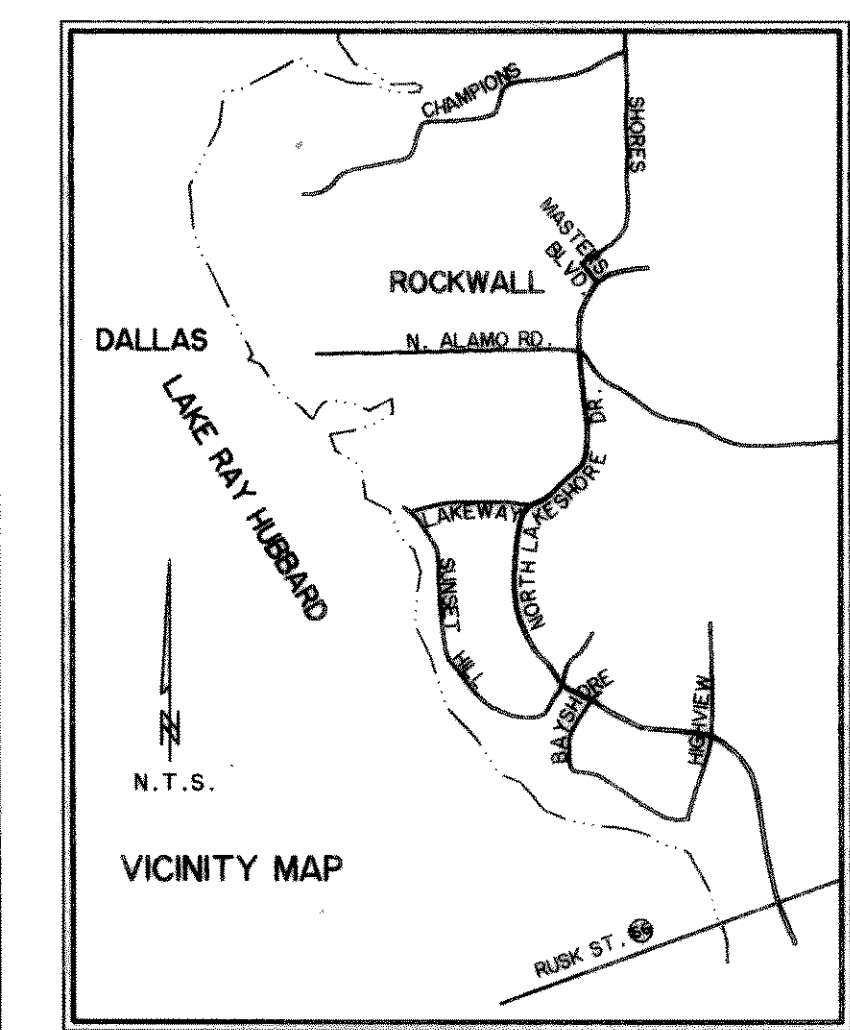 CHAMPIONS
SHORES
MASTERS
BLVD.
ROCKWALL
DALLAS
N. ALAMO RD.
LAKE RAY HUBBARD
NORTH LAKESHORE DR.
LAKEWAY
SUNSET HILL
BAYSHORE
HIGHVIEW
N
N.T.S.
VICINITY MAP
RUSK ST. 66